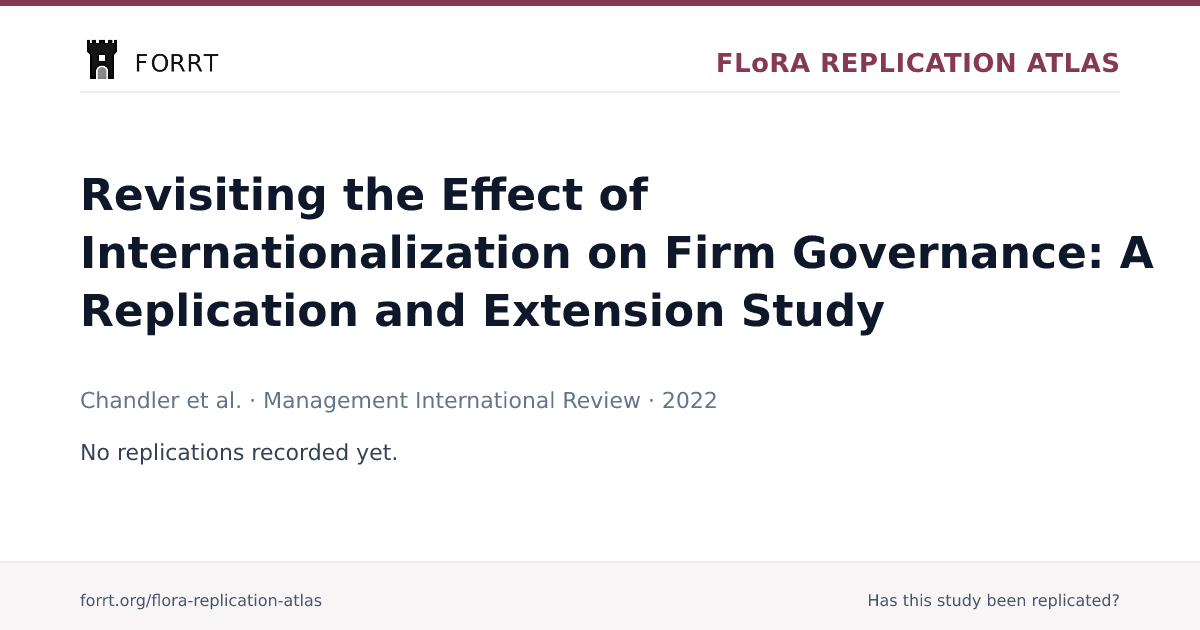 FORRT
FLoRA REPLICATION ATLAS
Revisiting the Effect of
Internationalization on Firm Governance: A
Replication and Extension Study
Chandler et al. · Management International Review · 2022
No replications recorded yet.
forrt.org/flora-replication-atlas
Has this study been replicated?